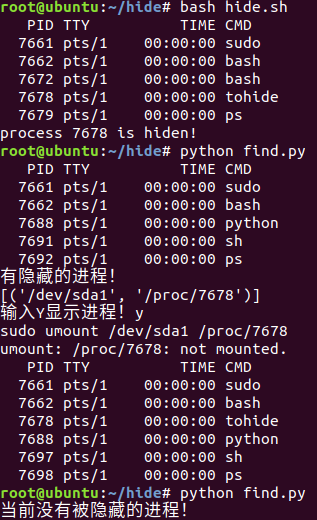 root@ubuntu:~/hide# bash hide.sh
PID TTY TIME CMD
7661 pts/1 00:00:00 sudo
7662 pts/1 00:00:00 bash
7672 pts/1 00:00:00 bash
7678 pts/1 00:00:00 tohide
7679 pts/1 00:00:00 ps
process 7678 is hiden!
root@ubuntu:~/hide# python find.py
PID TTY TIME CMD
7661 pts/1 00:00:00 sudo
7662 pts/1 00:00:00 bash
7688 pts/1 00:00:00 python
7691 pts/1 00:00:00 sh
7692 pts/1 00:00:00 ps
有隐藏的进程！
[('/dev/sda1', '/proc/7678')]
输入Y显示进程！y
sudo umount /dev/sda1 /proc/7678
umount: /proc/7678: not mounted.
PID TTY TIME CMD
7661 pts/1 00:00:00 sudo
7662 pts/1 00:00:00 bash
7678 pts/1 00:00:00 tohide
7688 pts/1 00:00:00 python
7697 pts/1 00:00:00 sh
7698 pts/1 00:00:00 ps
root@ubuntu:~/hide# python find.py
当前没有被隐藏的进程！